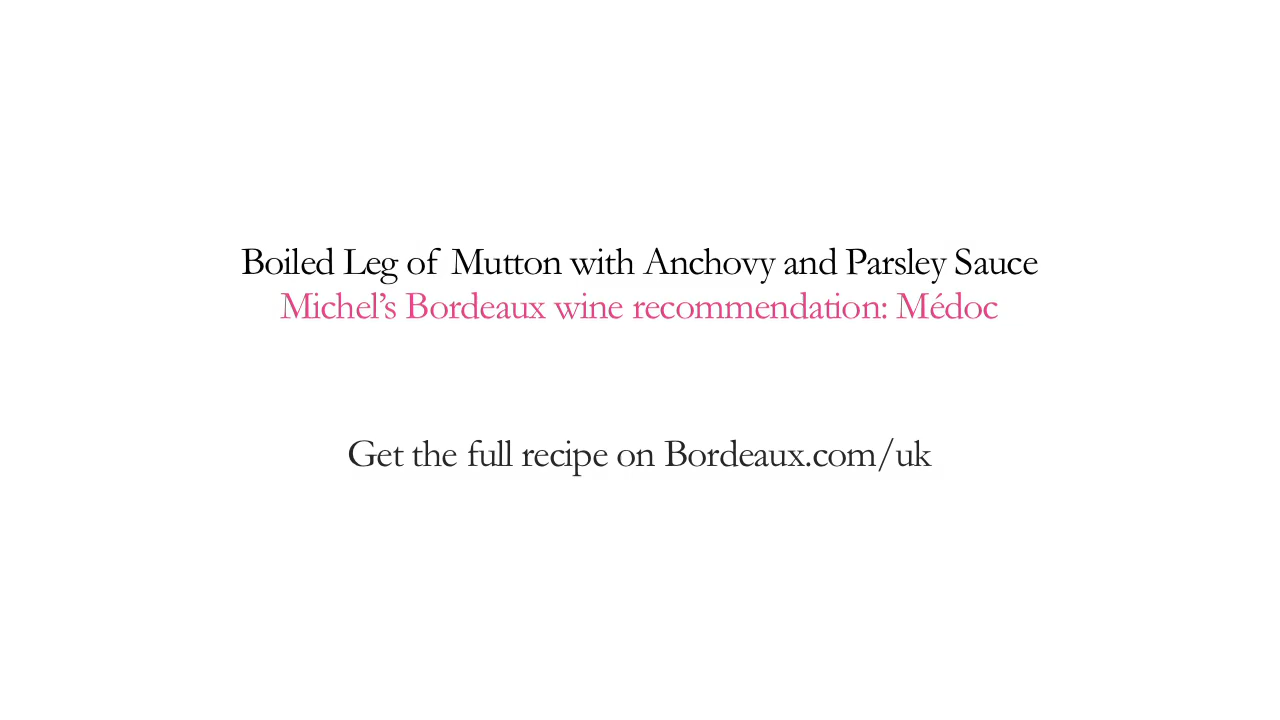 Boiled Leg of Mutton with Anchovy and Parsley Sauce
Michel’s Bordeaux wine recommendation: Médoc
Get the full recipe on Bordeaux.com/uk